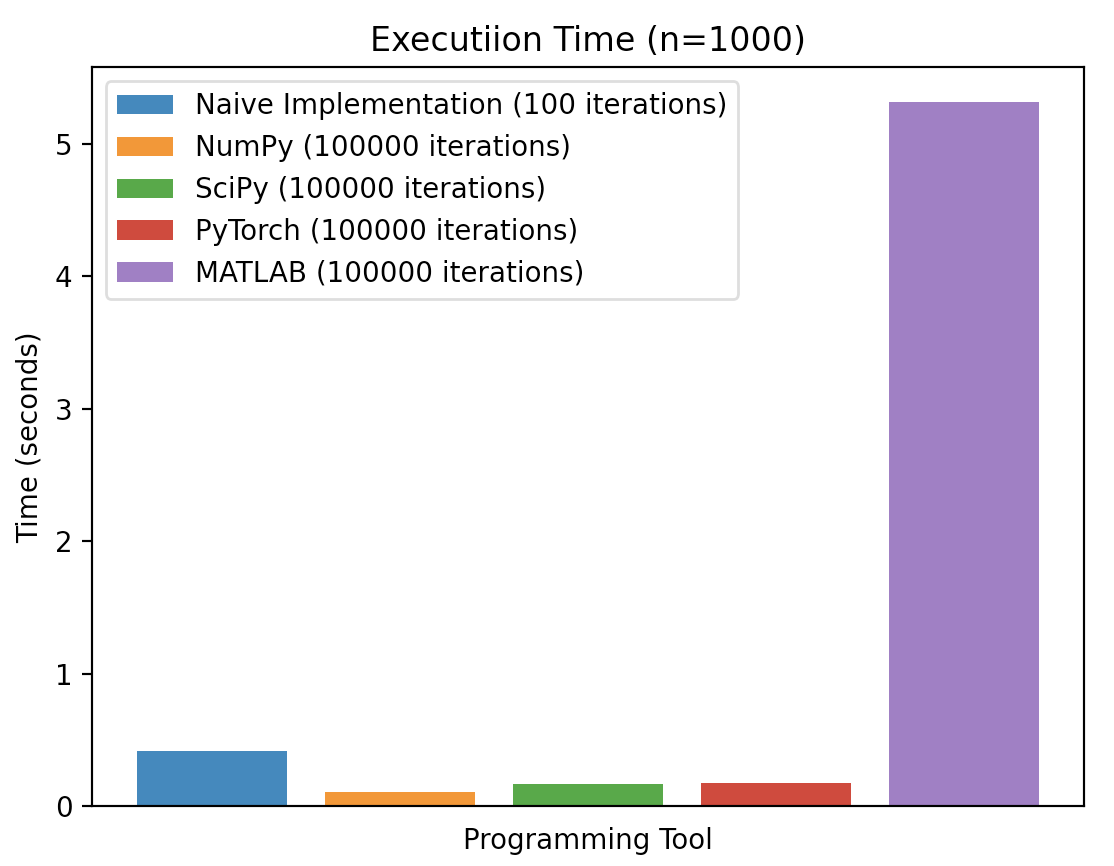 Executiion Time (n=1000)
Naive Implementation (100 iterations)
NumPy (100000 iterations)
SciPy (100000 iterations)
PyTorch (100000 iterations)
MATLAB (100000 iterations)
Time (seconds)
5
4
3
2
1
0
Programming Tool